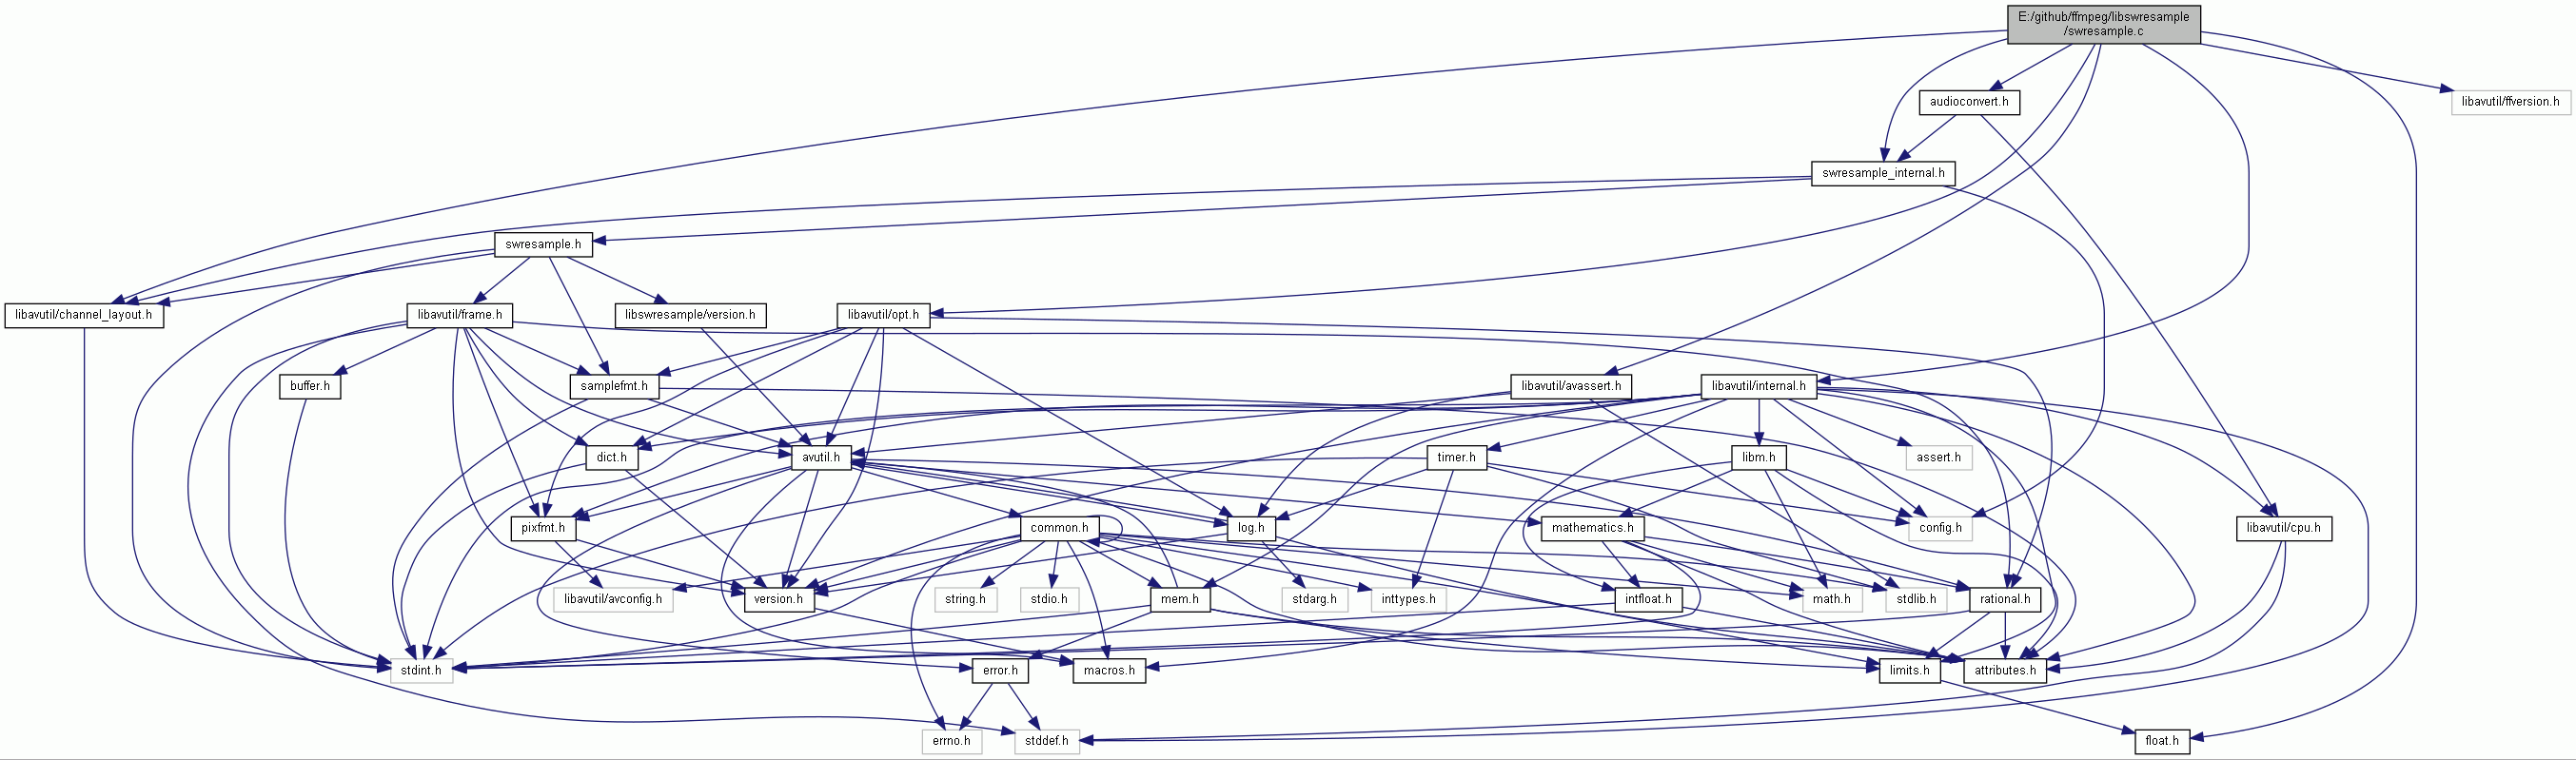 E:/github/ffmpeg/libswresample
/swresample.c
audioconvert.h
libavutil/ffversion.h
swresample_internal.h
swresample.h
libavutil/channel_layout.h
libavutil/frame.h
libswresample/version.h
libavutil/opt.h
buffer.h
samplefmt.h
libavutil/avassert.h
libavutil/internal.h
dict.h
avutil.h
timer.h
libm.h
assert.h
pixfmt.h
common.h
log.h
mathematics.h
config.h
libavutil/cpu.h
libavutil/avconfig.h
version.h
string.h
stdio.h
mem.h
stdarg.h
inttypes.h
intfloat.h
math.h
stdlib.h
rational.h
stdint.h
error.h
macros.h
limits.h
attributes.h
errno.h
stddef.h
float.h